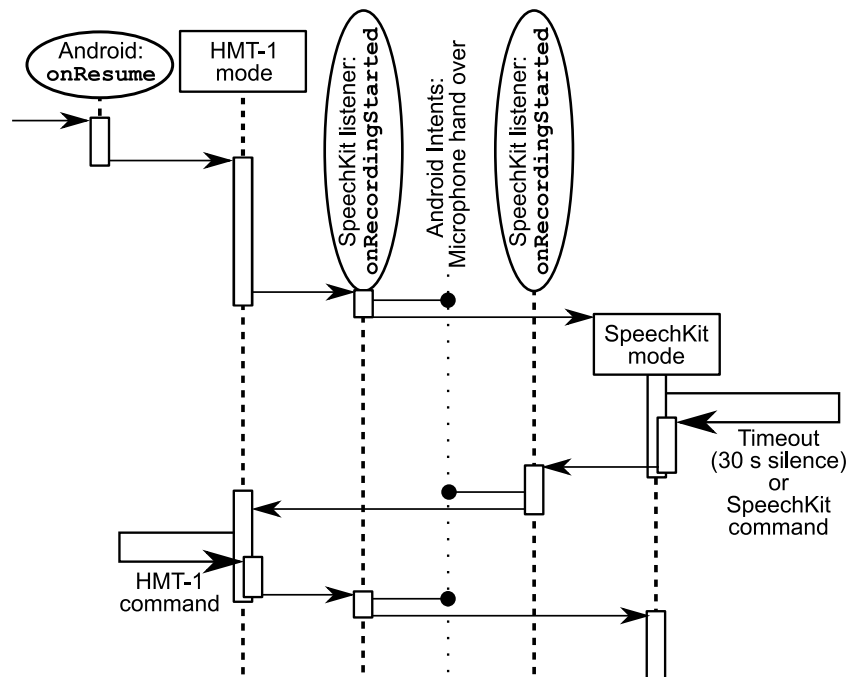 Android:
onResume
HMT-1
mode
SpeechKit listener:
onRecordingStarted
Android Intents:
Microphone hand over
SpeechKit listener:
onRecordingStarted
SpeechKit
mode
Timeout
(30 s silence)
or
SpeechKit
command
HMT-1
command